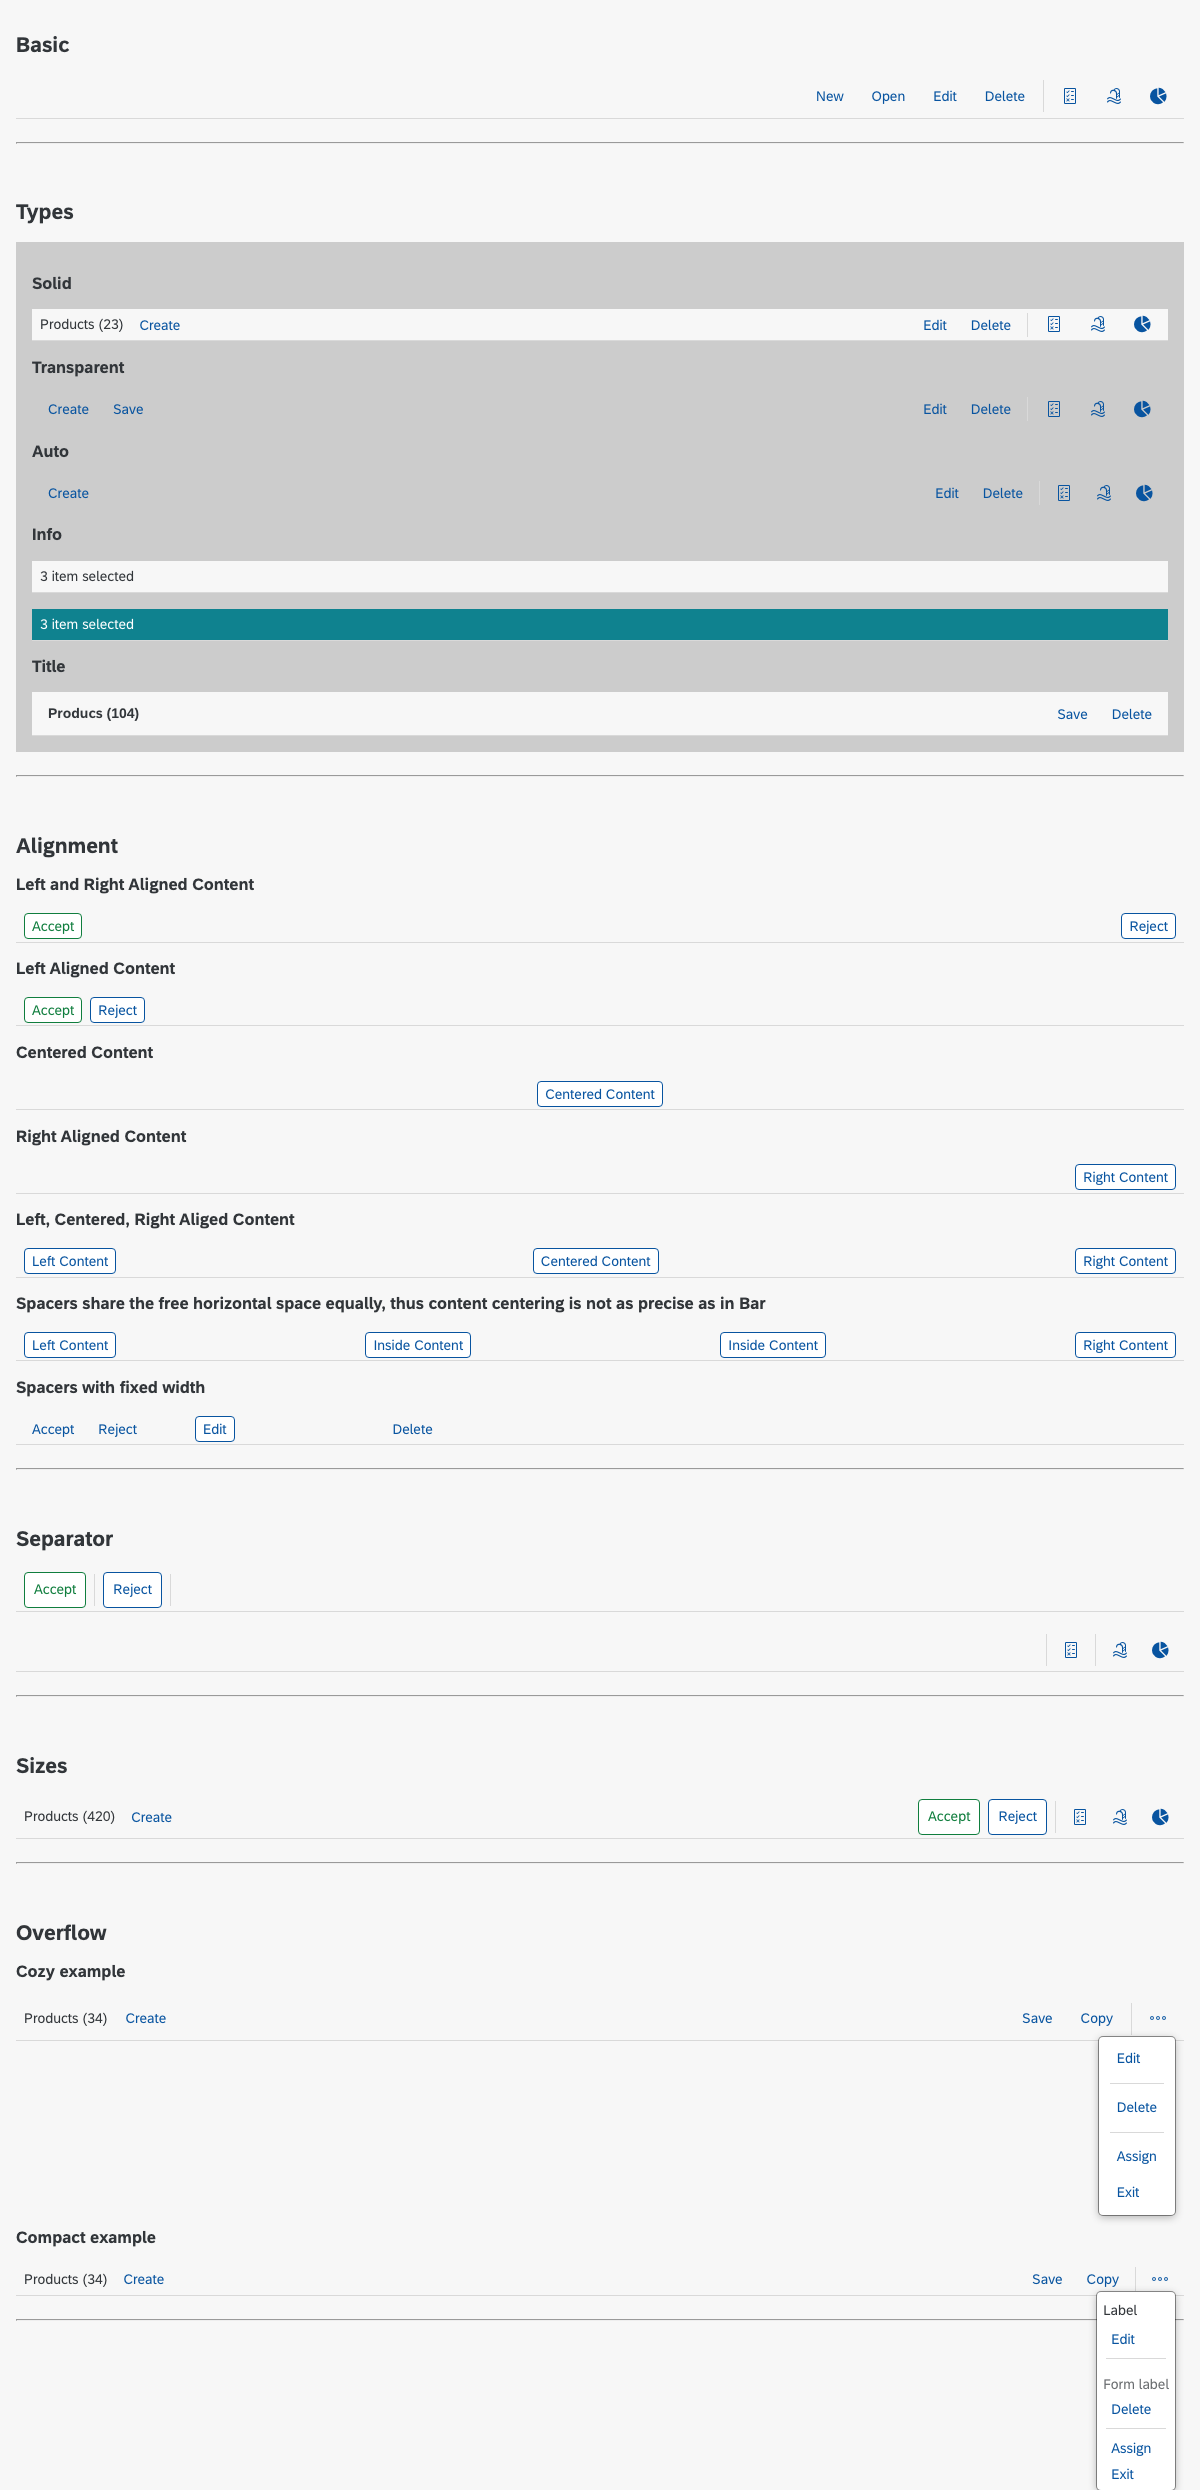 Basic
New Open Edit Delete
Types
Solid
Products (23) Create Edit Delete
Transparent
Create Save Edit Delete
Auto
Create Edit Delete
Info
3 item selected
3 item selected
Title
Producs (104) Save Delete
Alignment
Left and Right Aligned Content
Accept Reject
Left Aligned Content
Accept Reject
Centered Content
Centered Content
Right Aligned Content
Right Content
Left, Centered, Right Aliged Content
Left Content Centered Content Right Content
Spacers share the free horizontal space equally, thus content centering is not as precise as in Bar
Left Content Inside Content Inside Content Right Content
Spacers with fixed width
Accept Reject Edit Delete
Separator
Accept Reject
Sizes
Products (420) Create Accept Reject
Overflow
Cozy example
Products (34) Create Save Copy
Edit
Delete
Assign
Exit
Compact example
Products (34) Create Save Copy
Label
Edit
Form label
Delete
Assign
Exit